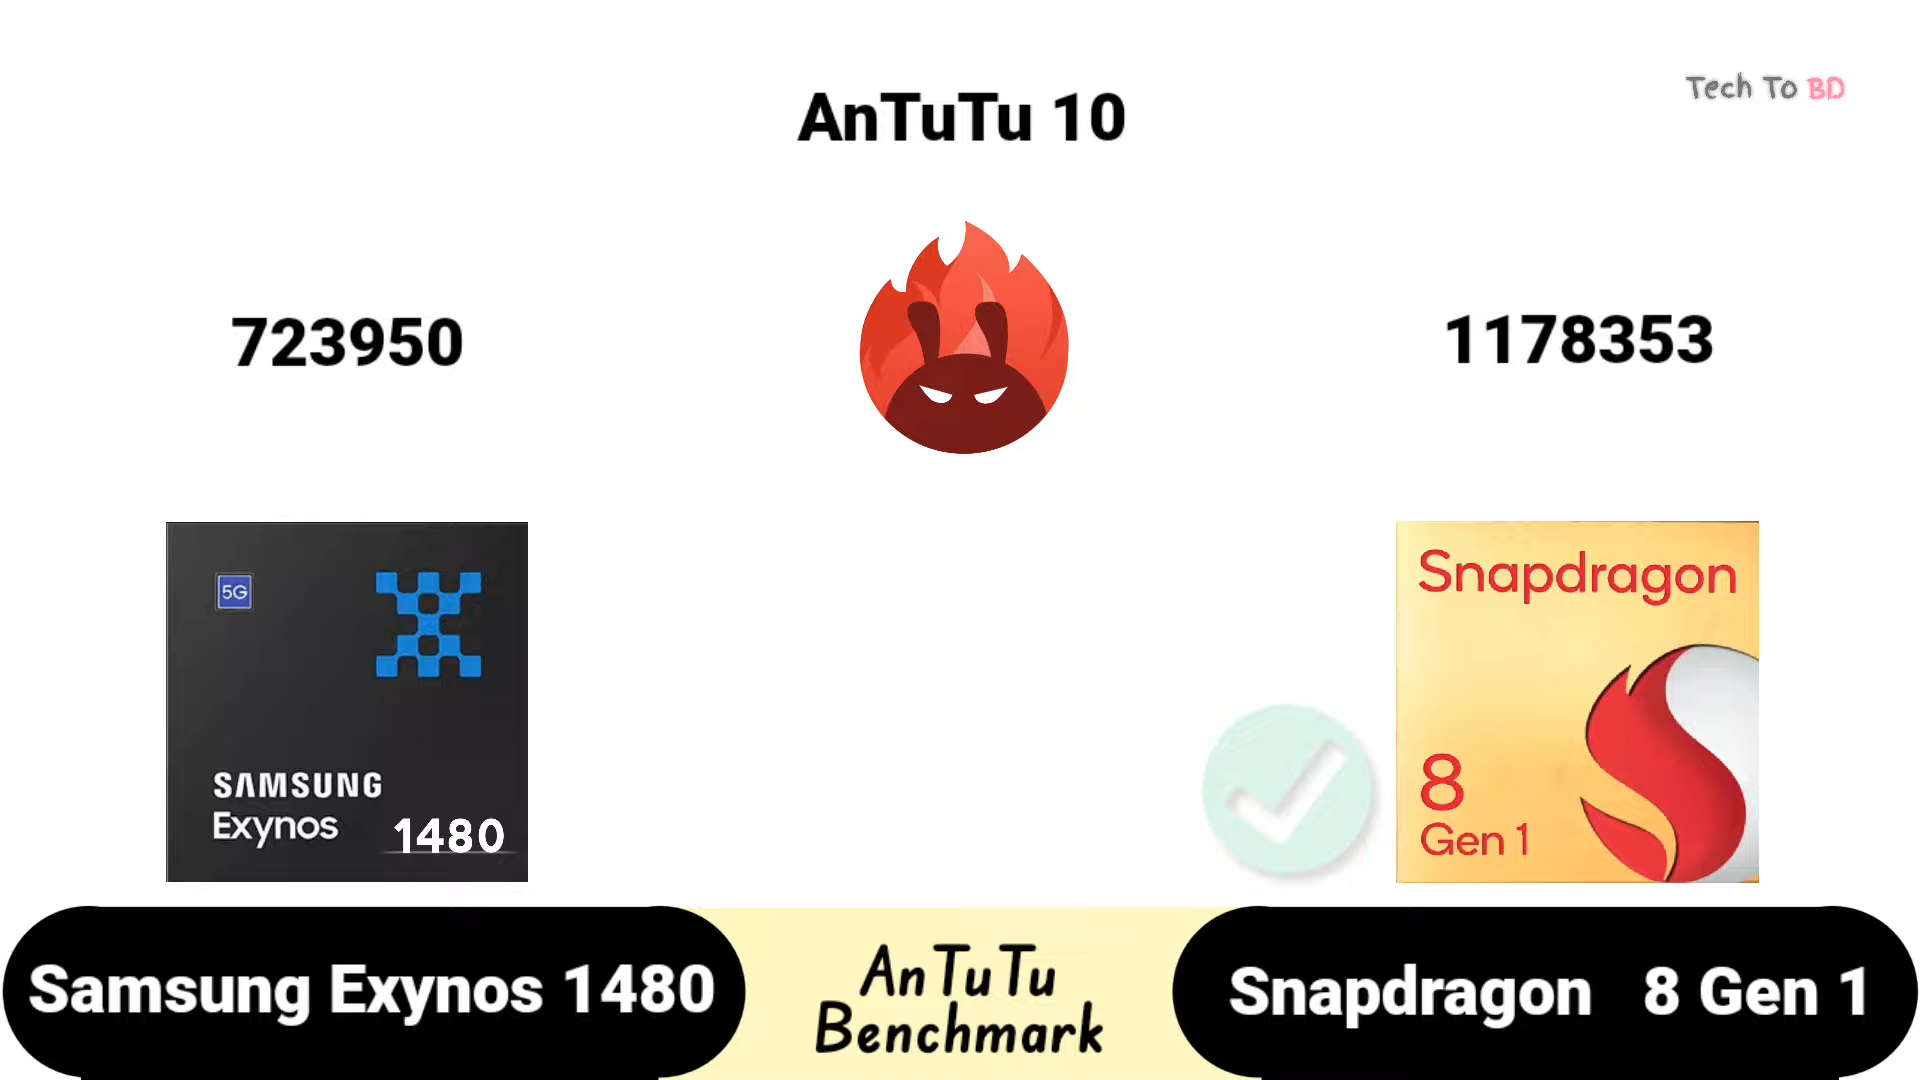 Tech To BD
AnTuTu 10
723950
1178353
5G
SAMSUNG
Exynos 1480
Snapdragon
8
Gen 1
Samsung Exynos 1480
AnTuTu
Benchmark
Snapdragon 8 Gen 1